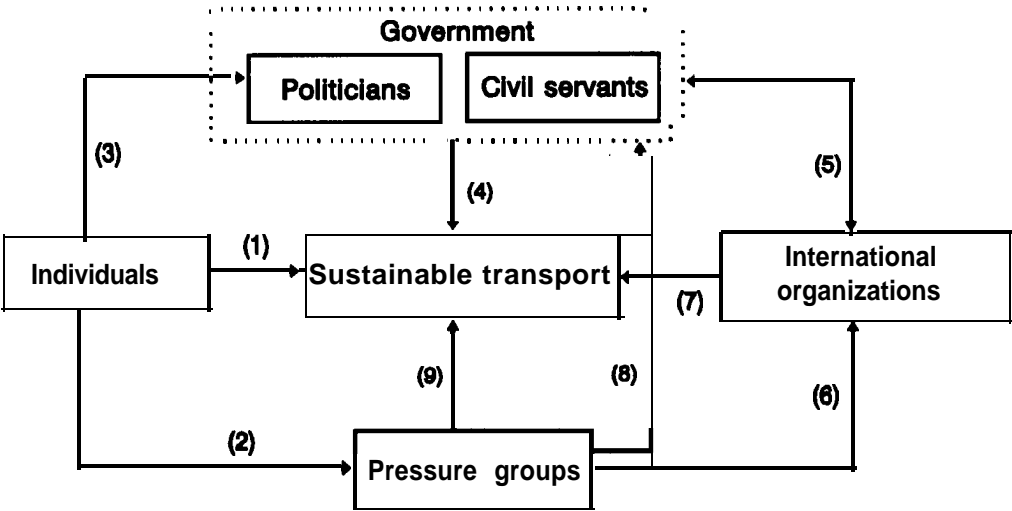 Government
Politicians
Civil servants
(3)
(5)
(4)
(1)
Individuals
Sustainable transport
International
organizations
(7)
(9)
(8)
(6)
(2)
Pressure groups